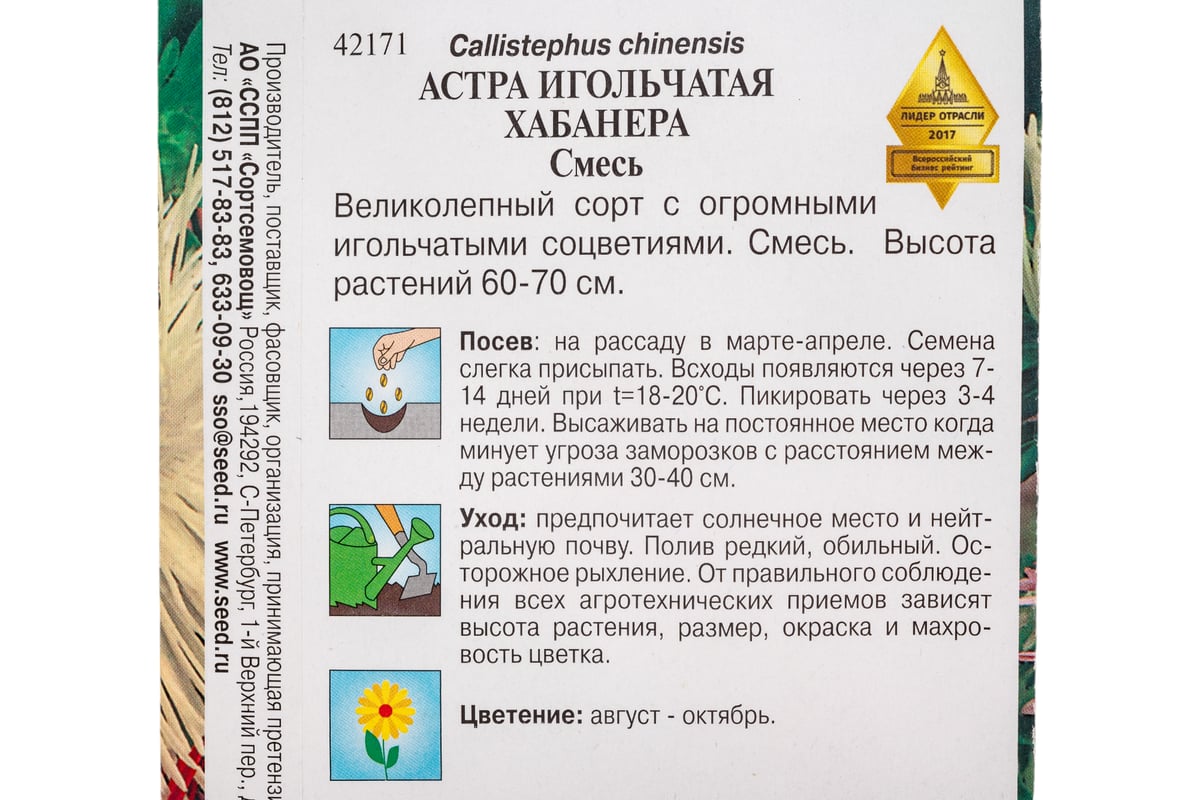 42171
Callistephus chinensis
АСТРА ИГОЛЬЧАТАЯ
ХАБАНЕРА
Смесь
ЛИДЕР ОТРАСЛИ
2017
Всероссийский
бизнес рейтинг
Великолепный сорт с огромными
игольчатыми соцветиями. Смесь. Высота
растений 60-70 см.
Посев: на рассаду в марте-апреле. Семена
слегка присыпать. Всходы появляются через 7-
14 дней при t=18-20°С. Пикировать через 3-4
недели. Высаживать на постоянное место когда
минует угроза заморозков с расстоянием меж-
ду растениями 30-40 см.
Уход: предпочитает солнечное место и нейт-
ральную почву. Полив редкий, обильный. Ос-
торожное рыхление. От правильного соблюде-
ния всех агротехнических приемов зависят
высота растения, размер, окраска и махро-
вость цветка.
Цветение: август - октябрь.
Производитель, поставщик, фасовщик, организация, принимающая претензи
АО «ССПП «Сортсемовощ» Россия,194292, С-Петербург, 1-й Верхний пер.,
Тел: (812) 517-83-83, 633-09-30 sso@seed.ru www.seed.ru